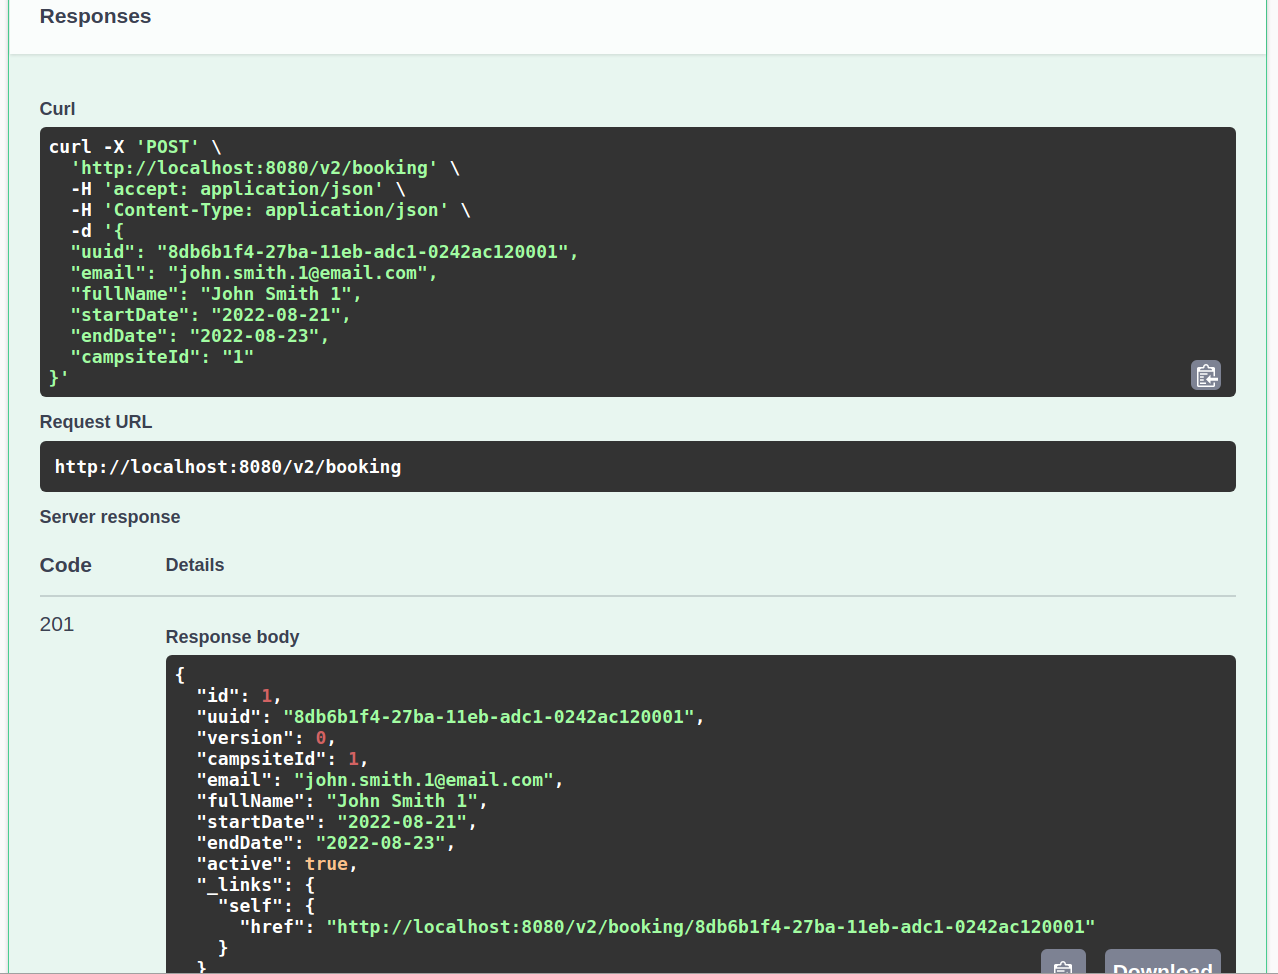 Responses
Curl
curl -X 'POST' \
  'http://localhost:8080/v2/booking' \
  -H 'accept: application/json' \
  -H 'Content-Type: application/json' \
  -d '{
  "uuid": "8db6b1f4-27ba-11eb-adc1-0242ac120001",
  "email": "john.smith.1@email.com",
  "fullName": "John Smith 1",
  "startDate": "2022-08-21",
  "endDate": "2022-08-23",
  "campsiteId": "1"
}'
Request URL
http://localhost:8080/v2/booking
Server response
Code Details
201
Response body
{
  "id": 1,
  "uuid": "8db6b1f4-27ba-11eb-adc1-0242ac120001",
  "version": 0,
  "campsiteId": 1,
  "email": "john.smith.1@email.com",
  "fullName": "John Smith 1",
  "startDate": "2022-08-21",
  "endDate": "2022-08-23",
  "active": true,
  "_links": {
    "self": {
      "href": "http://localhost:8080/v2/booking/8db6b1f4-27ba-11eb-adc1-0242ac120001"
    }
  }
Download